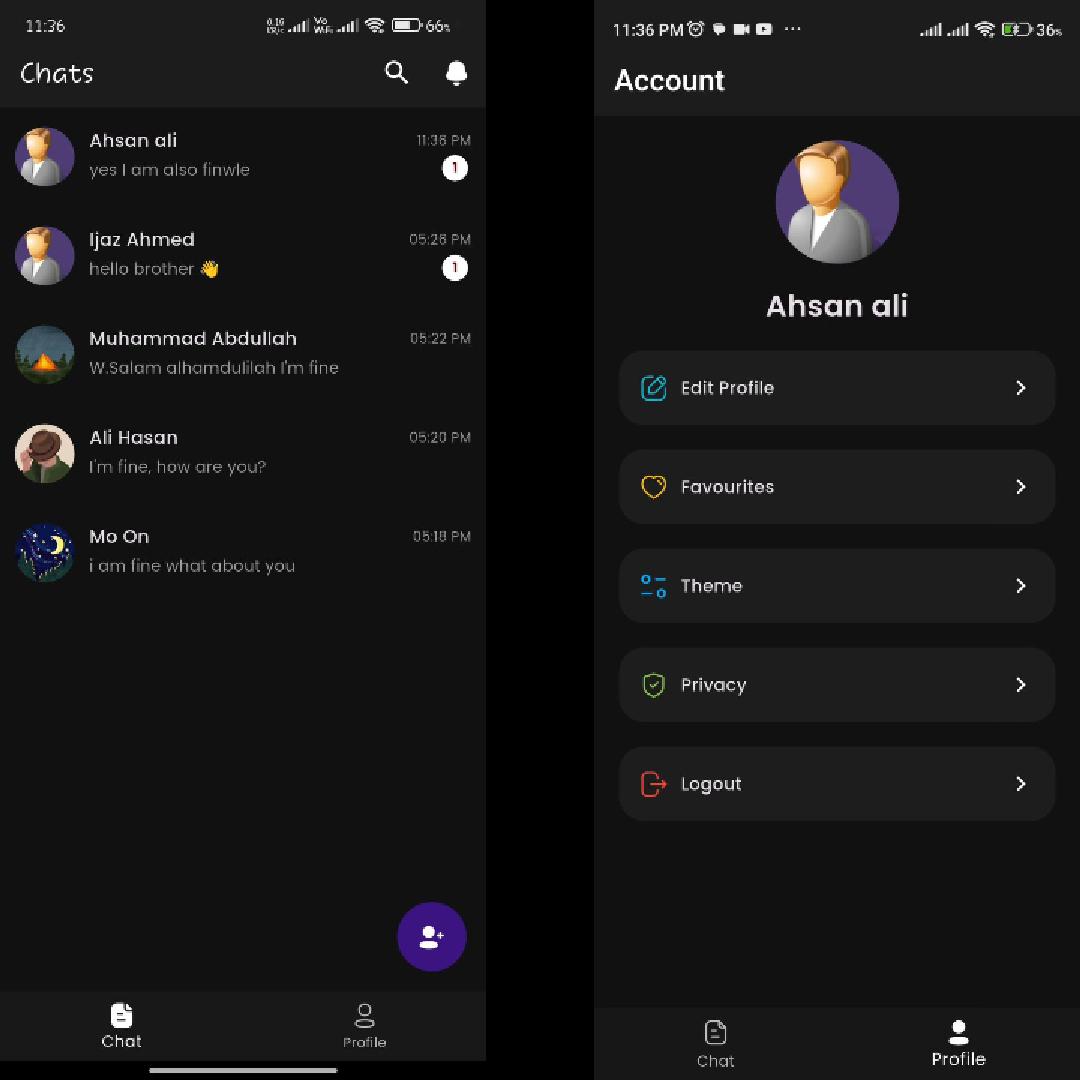 11:36
66%
Chats
Ahsan ali
11:36 PM
yes I am also finwle
1
Ijaz Ahmed
05:26 PM
hello brother 👋
1
Muhammad Abdullah
05:22 PM
W.Salam alhamdulilah I'm fine
Ali Hasan
05:20 PM
I'm fine, how are you?
Mo On
05:18 PM
i am fine what about you
Chat
Profile
11:36 PM
36%
Account
Ahsan ali
Edit Profile
Favourites
Theme
Privacy
Logout
Chat
Profile